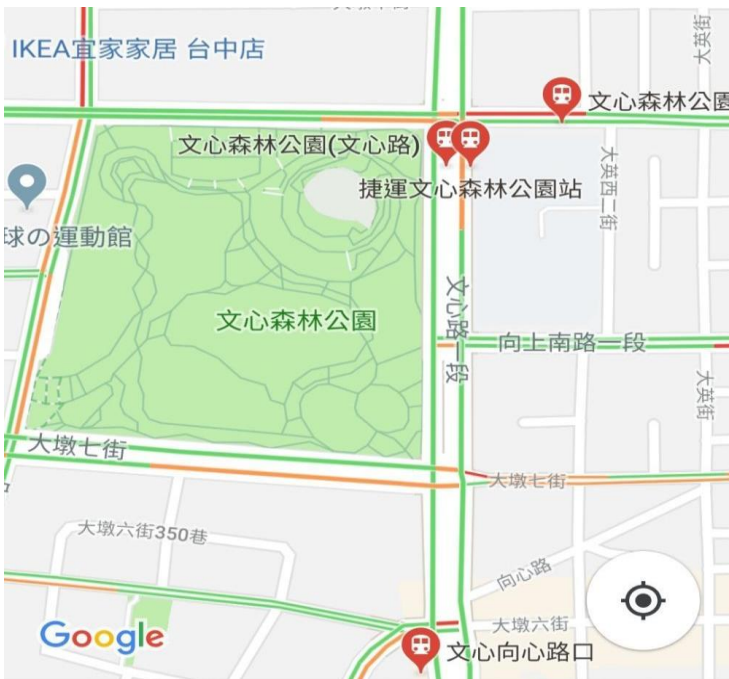 IKEA宜家家居 台中店
大英街
文心森林公園
文心森林公園(文心路)
捷運文心森林公園站
大英西二街
球の運動館
文心森林公園
文心路一段
向上南路一段
大英街
大墩七街
大墩七街
大墩六街350巷
向心路
Google
大墩六街
文心向心路口